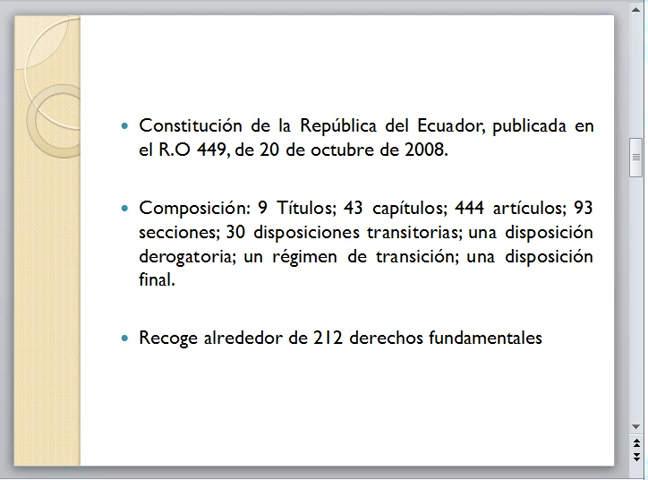 • Constitución de la República del Ecuador, publicada en
el R.O 449, de 20 de octubre de 2008.
• Composición: 9 Títulos; 43 capítulos; 444 artículos; 93
secciones; 30 disposiciones transitorias; una disposición
derogatoria; un régimen de transición; una disposición
final.
• Recoge alrededor de 212 derechos fundamentales